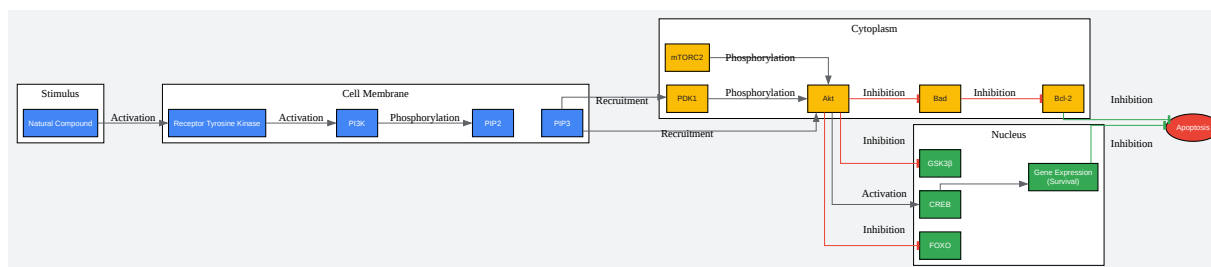 Stimulus
Natural Compound
Activation
Cell Membrane
Receptor Tyrosine Kinase
Activation
PI3K
Phosphorylation
PIP2
PIP3
Recruitment
Recruitment
Cytoplasm
mTORC2
Phosphorylation
PDK1
Phosphorylation
Akt
Inhibition
Bad
Inhibition
Bcl-2
Inhibition
Nucleus
Inhibition
GSK3β
Activation
CREB
Gene Expression
(Survival)
Inhibition
FOXO
Inhibition
Apoptosis